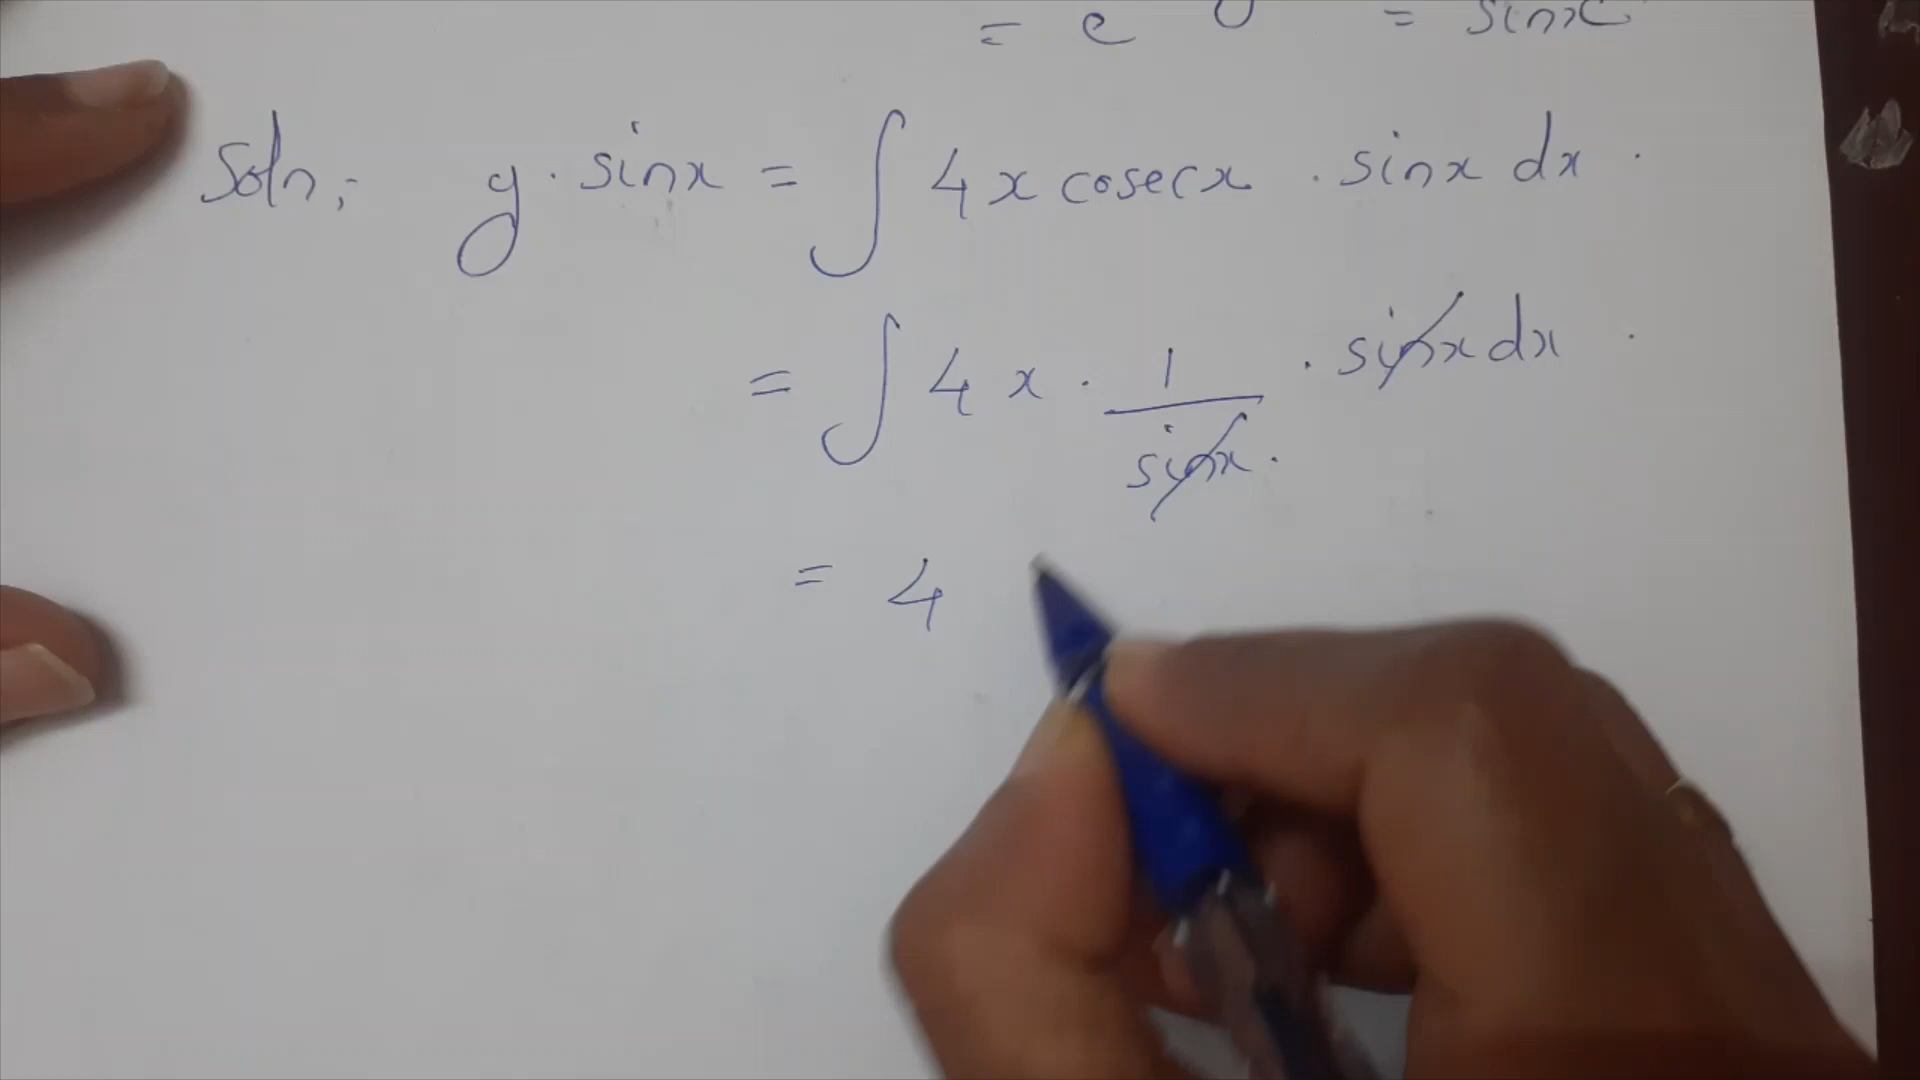 = e = sinx
Soln; y · sinx = ∫ 4x cosecx · sinx dx ·
= ∫ 4x · 1/sinx · sinx dx ·
= 4